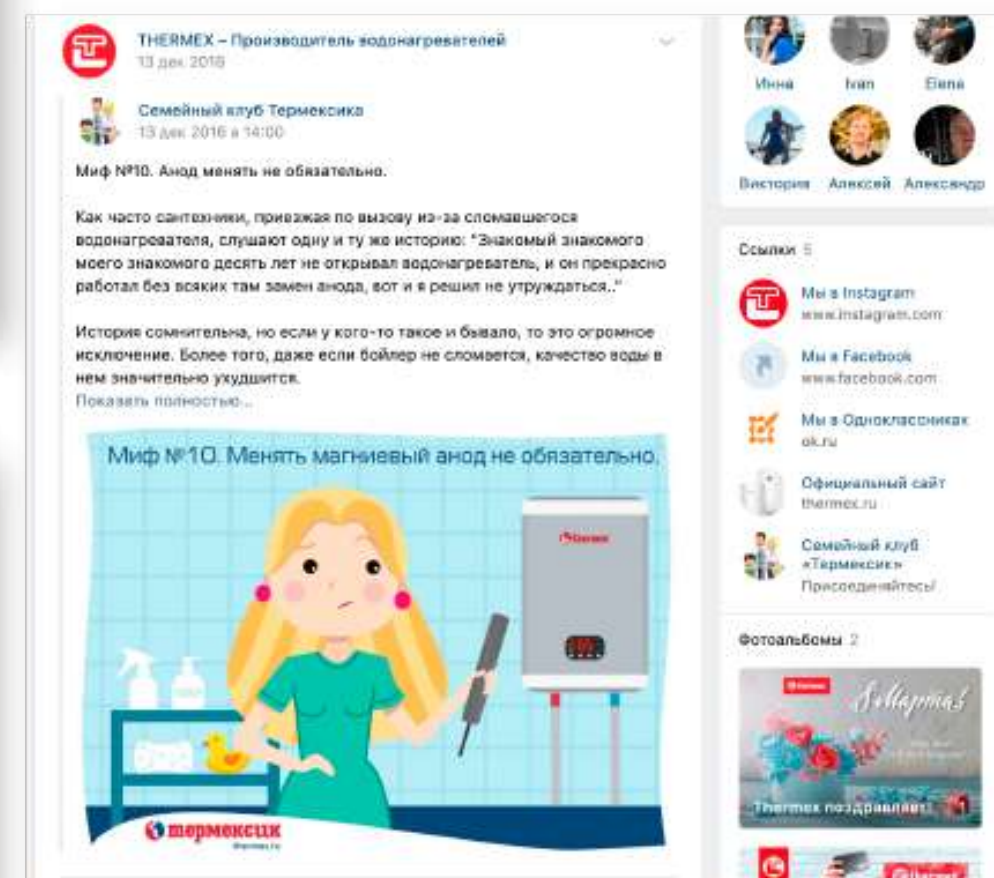 THERMEX – Производитель водонагревателей
13 дек 2016
Семейный клуб Термексика
13 дек 2016 в 14:00
Миф №10. Анод менять не обязательно.
Как часто сантехники, приезжая по вызову из-за сломавшегося
водонагревателя, слушают одну и ту же историю: "Знакомый знакомого
моего знакомого десять лет не открывал водонагреватель, и он прекрасно
работал без всяких там замен анода, вот и я решил не утруждаться.."
История сомнительна, но если у кого-то такое и бывало, то это огромное
исключение. Более того, даже если бойлер не сломается, качество воды в
нем значительно ухудшится.
Показать полностью...
Миф №10. Менять магниевый анод не обязательно.
thermex
термексик
thermex.ru
Инна Ivan Elena
Виктория Алексей Александр
Ссылки 5
Мы в Instagram
www.instagram.com
Мы в Facebook
www.facebook.com
Мы в Одноклассниках
ok.ru
Официальный сайт
thermex.ru
Семейный клуб
«Термексик»
Присоединяйтесь!
Фотоальбомы 2
8 Марта
Thermex поздравляет!